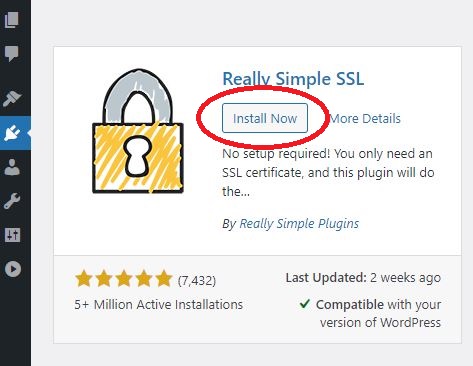 Really Simple SSL
Install Now
More Details
No setup required! You only need an
SSL certificate, and this plugin will do
the...
By Really Simple Plugins
(7,432)
Last Updated: 2 weeks ago
5+ Million Active Installations
Compatible with your
version of WordPress